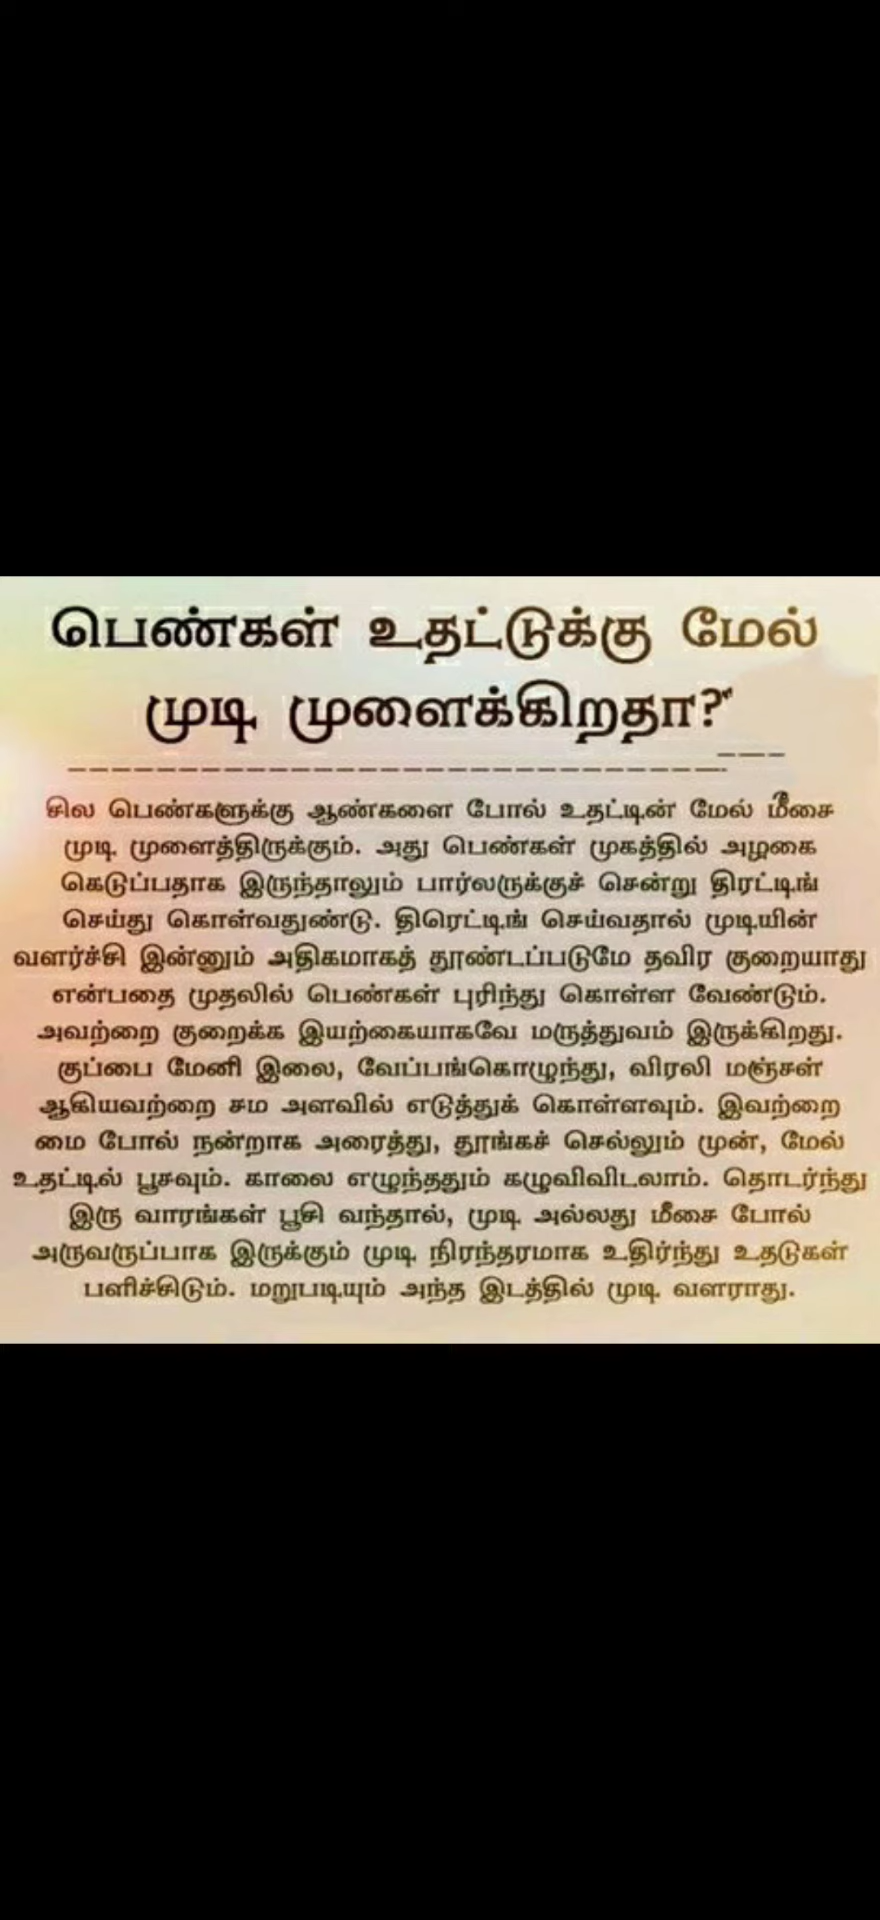 பெண்கள் உதட்டுக்கு மேல்
முடி முளைக்கிறதா?"
சில பெண்களுக்கு ஆண்களை போல் உதட்டின் மேல் மீசை
முடி முளைத்திருக்கும். அது பெண்கள் முகத்தில் அழகை
கெடுப்பதாக இருந்தாலும் பார்லருக்குச் சென்று திரட்டிங்
செய்து கொள்வதுண்டு. திரெட்டிங் செய்வதால் முடியின்
வளர்ச்சி இன்னும் அதிகமாகத் தூண்டப்படுமே தவிர குறையாது
என்பதை முதலில் பெண்கள் புரிந்து கொள்ள வேண்டும்.
அவற்றை குறைக்க இயற்கையாகவே மருத்துவம் இருக்கிறது.
குப்பை மேனி இலை, வேப்பங்கொழுந்து, விரலி மஞ்சள்
ஆகியவற்றை சம அளவில் எடுத்துக் கொள்ளவும். இவற்றை
மை போல் நன்றாக அரைத்து, தூங்கச் செல்லும் முன், மேல்
உதட்டில் பூசவும். காலை எழுந்ததும் கழுவிவிடலாம். தொடர்ந்து
இரு வாரங்கள் பூசி வந்தால், முடி அல்லது மீசை போல்
அருவருப்பாக இருக்கும் முடி நிரந்தரமாக உதிர்ந்து உதடுகள்
பளிச்சிடும். மறுபடியும் அந்த இடத்தில் முடி வளராது.